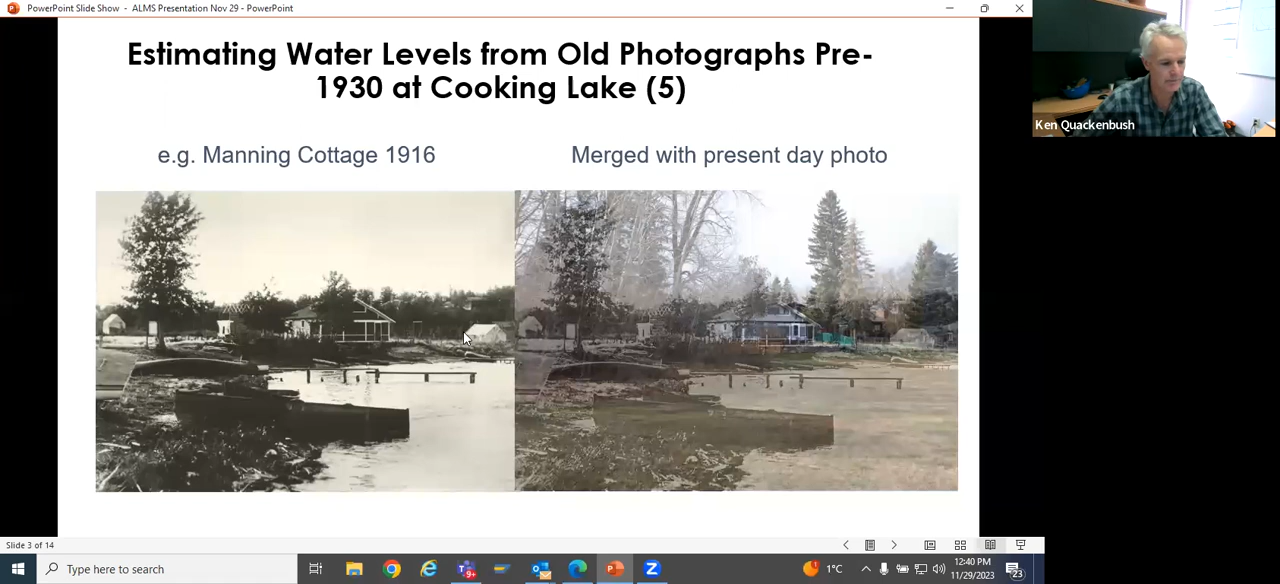 PowerPoint Slide Show - ALMS Presentation Nov 29 - PowerPoint
Estimating Water Levels from Old Photographs Pre-
1930 at Cooking Lake (5)
Ken Quackenbush
e.g. Manning Cottage 1916
Merged with present day photo
Slide 3 of 14
Type here to search
9+
1°C
12:40 PM
11/29/2023
23